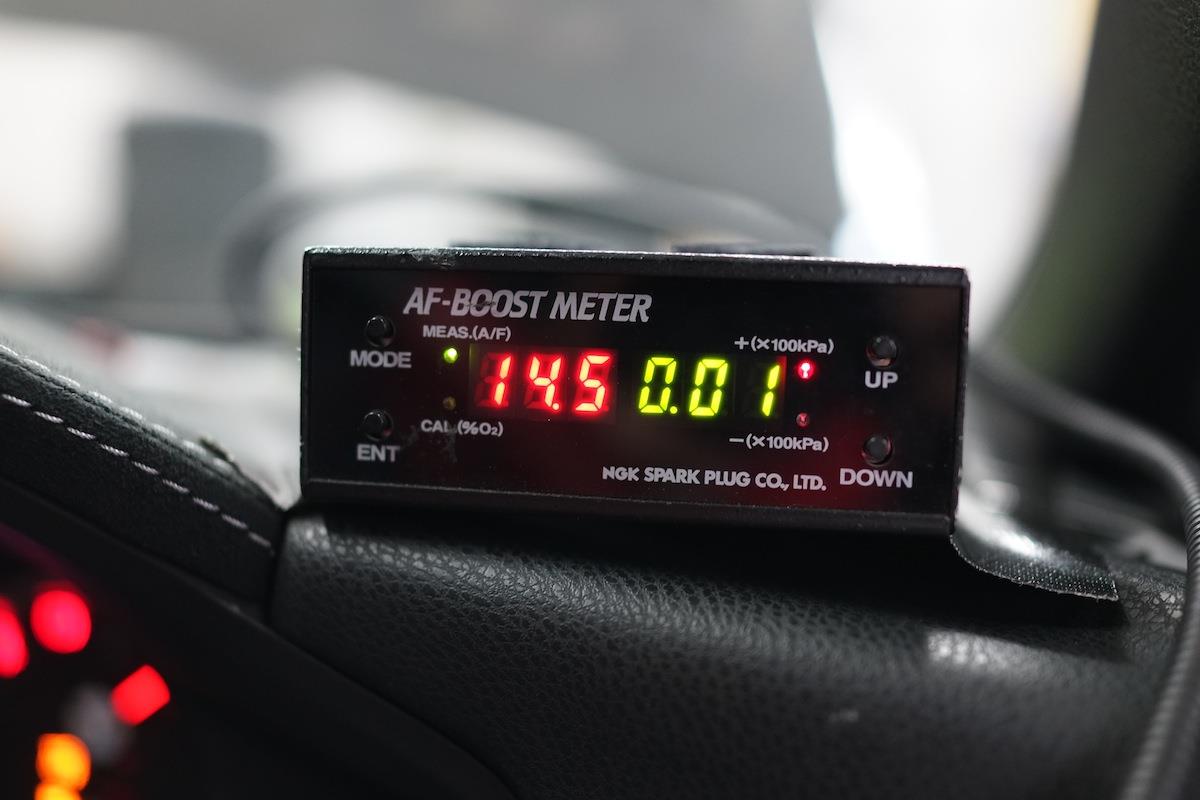 AF-BOOST METER
MEAS.(A/F)
+(×100kPa)
MODE
14.5 0.01
UP
CAL.(%O₂)
−(×100kPa)
ENT
NGK SPARK PLUG CO., LTD.
DOWN